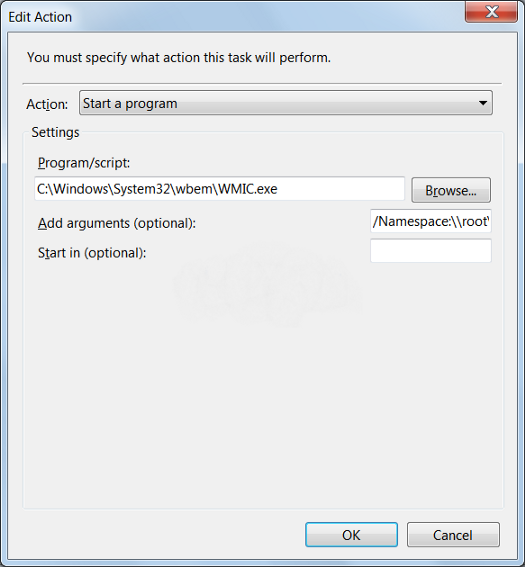 Edit Action
You must specify what action this task will perform.
Action: Start a program
Settings
Program/script:
C:\Windows\System32\wbem\WMIC.exe Browse...
Add arguments (optional): /Namespace:\\root\
Start in (optional):
OK Cancel